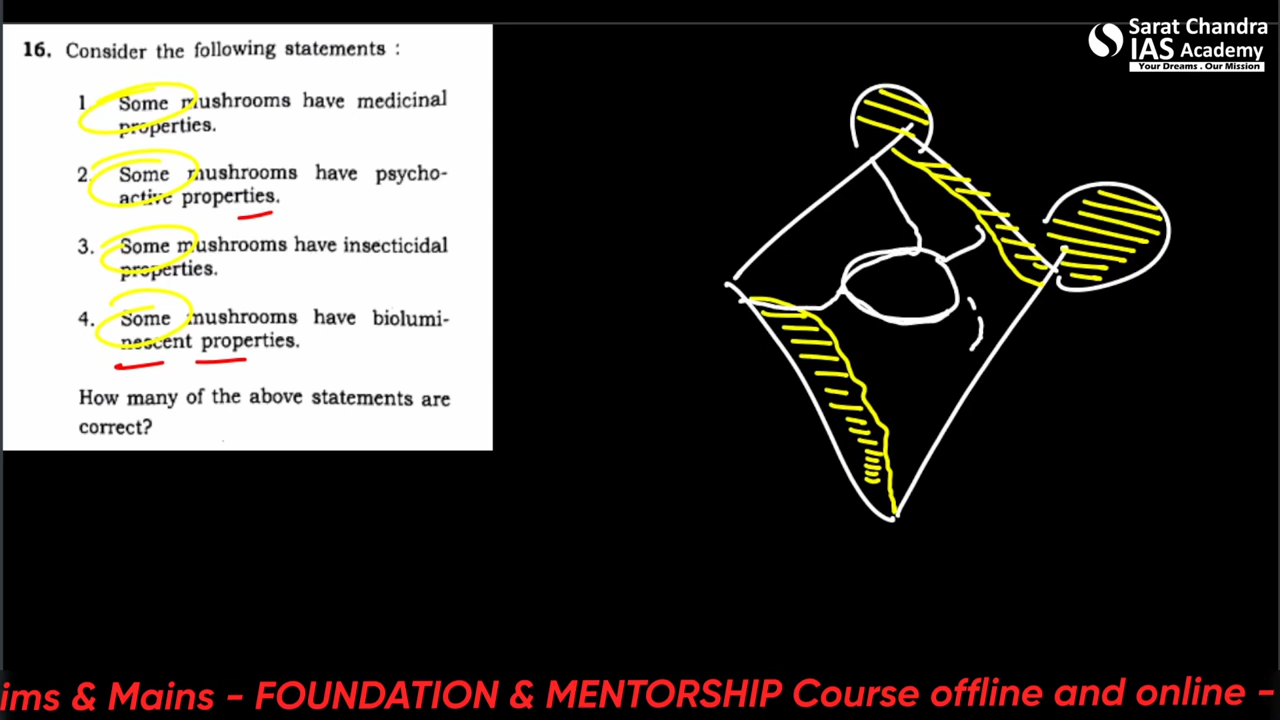 Sarat Chandra
IAS Academy
Your Dreams . Our Mission
16. Consider the following statements :
1. Some mushrooms have medicinal
properties.
2. Some mushrooms have psycho-
active properties.
3. Some mushrooms have insecticidal
properties.
4. Some mushrooms have biolumi-
nescent properties.
How many of the above statements are
correct?
ims & Mains - FOUNDATION & MENTORSHIP Course offline and online -